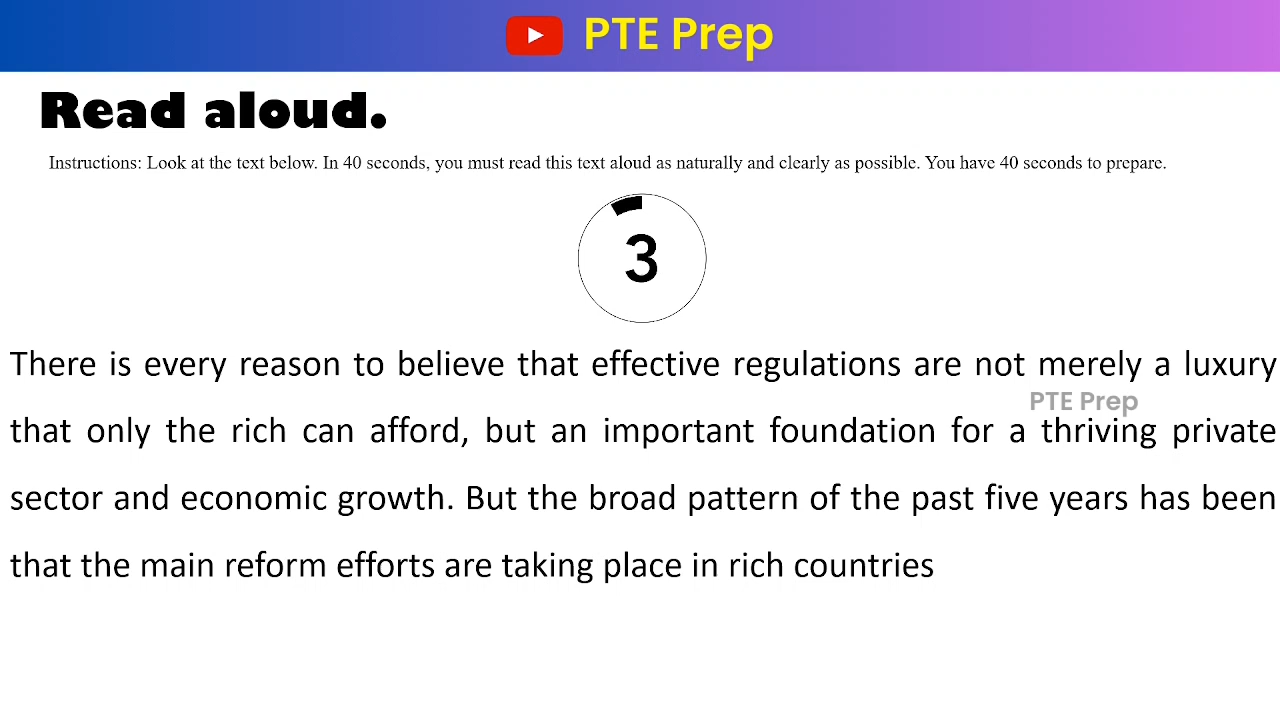 PTE Prep
Read aloud.
Instructions: Look at the text below. In 40 seconds, you must read this text aloud as naturally and clearly as possible. You have 40 seconds to prepare.
3
There is every reason to believe that effective regulations are not merely a luxury
PTE Prep
that only the rich can afford, but an important foundation for a thriving private
sector and economic growth. But the broad pattern of the past five years has been
that the main reform efforts are taking place in rich countries